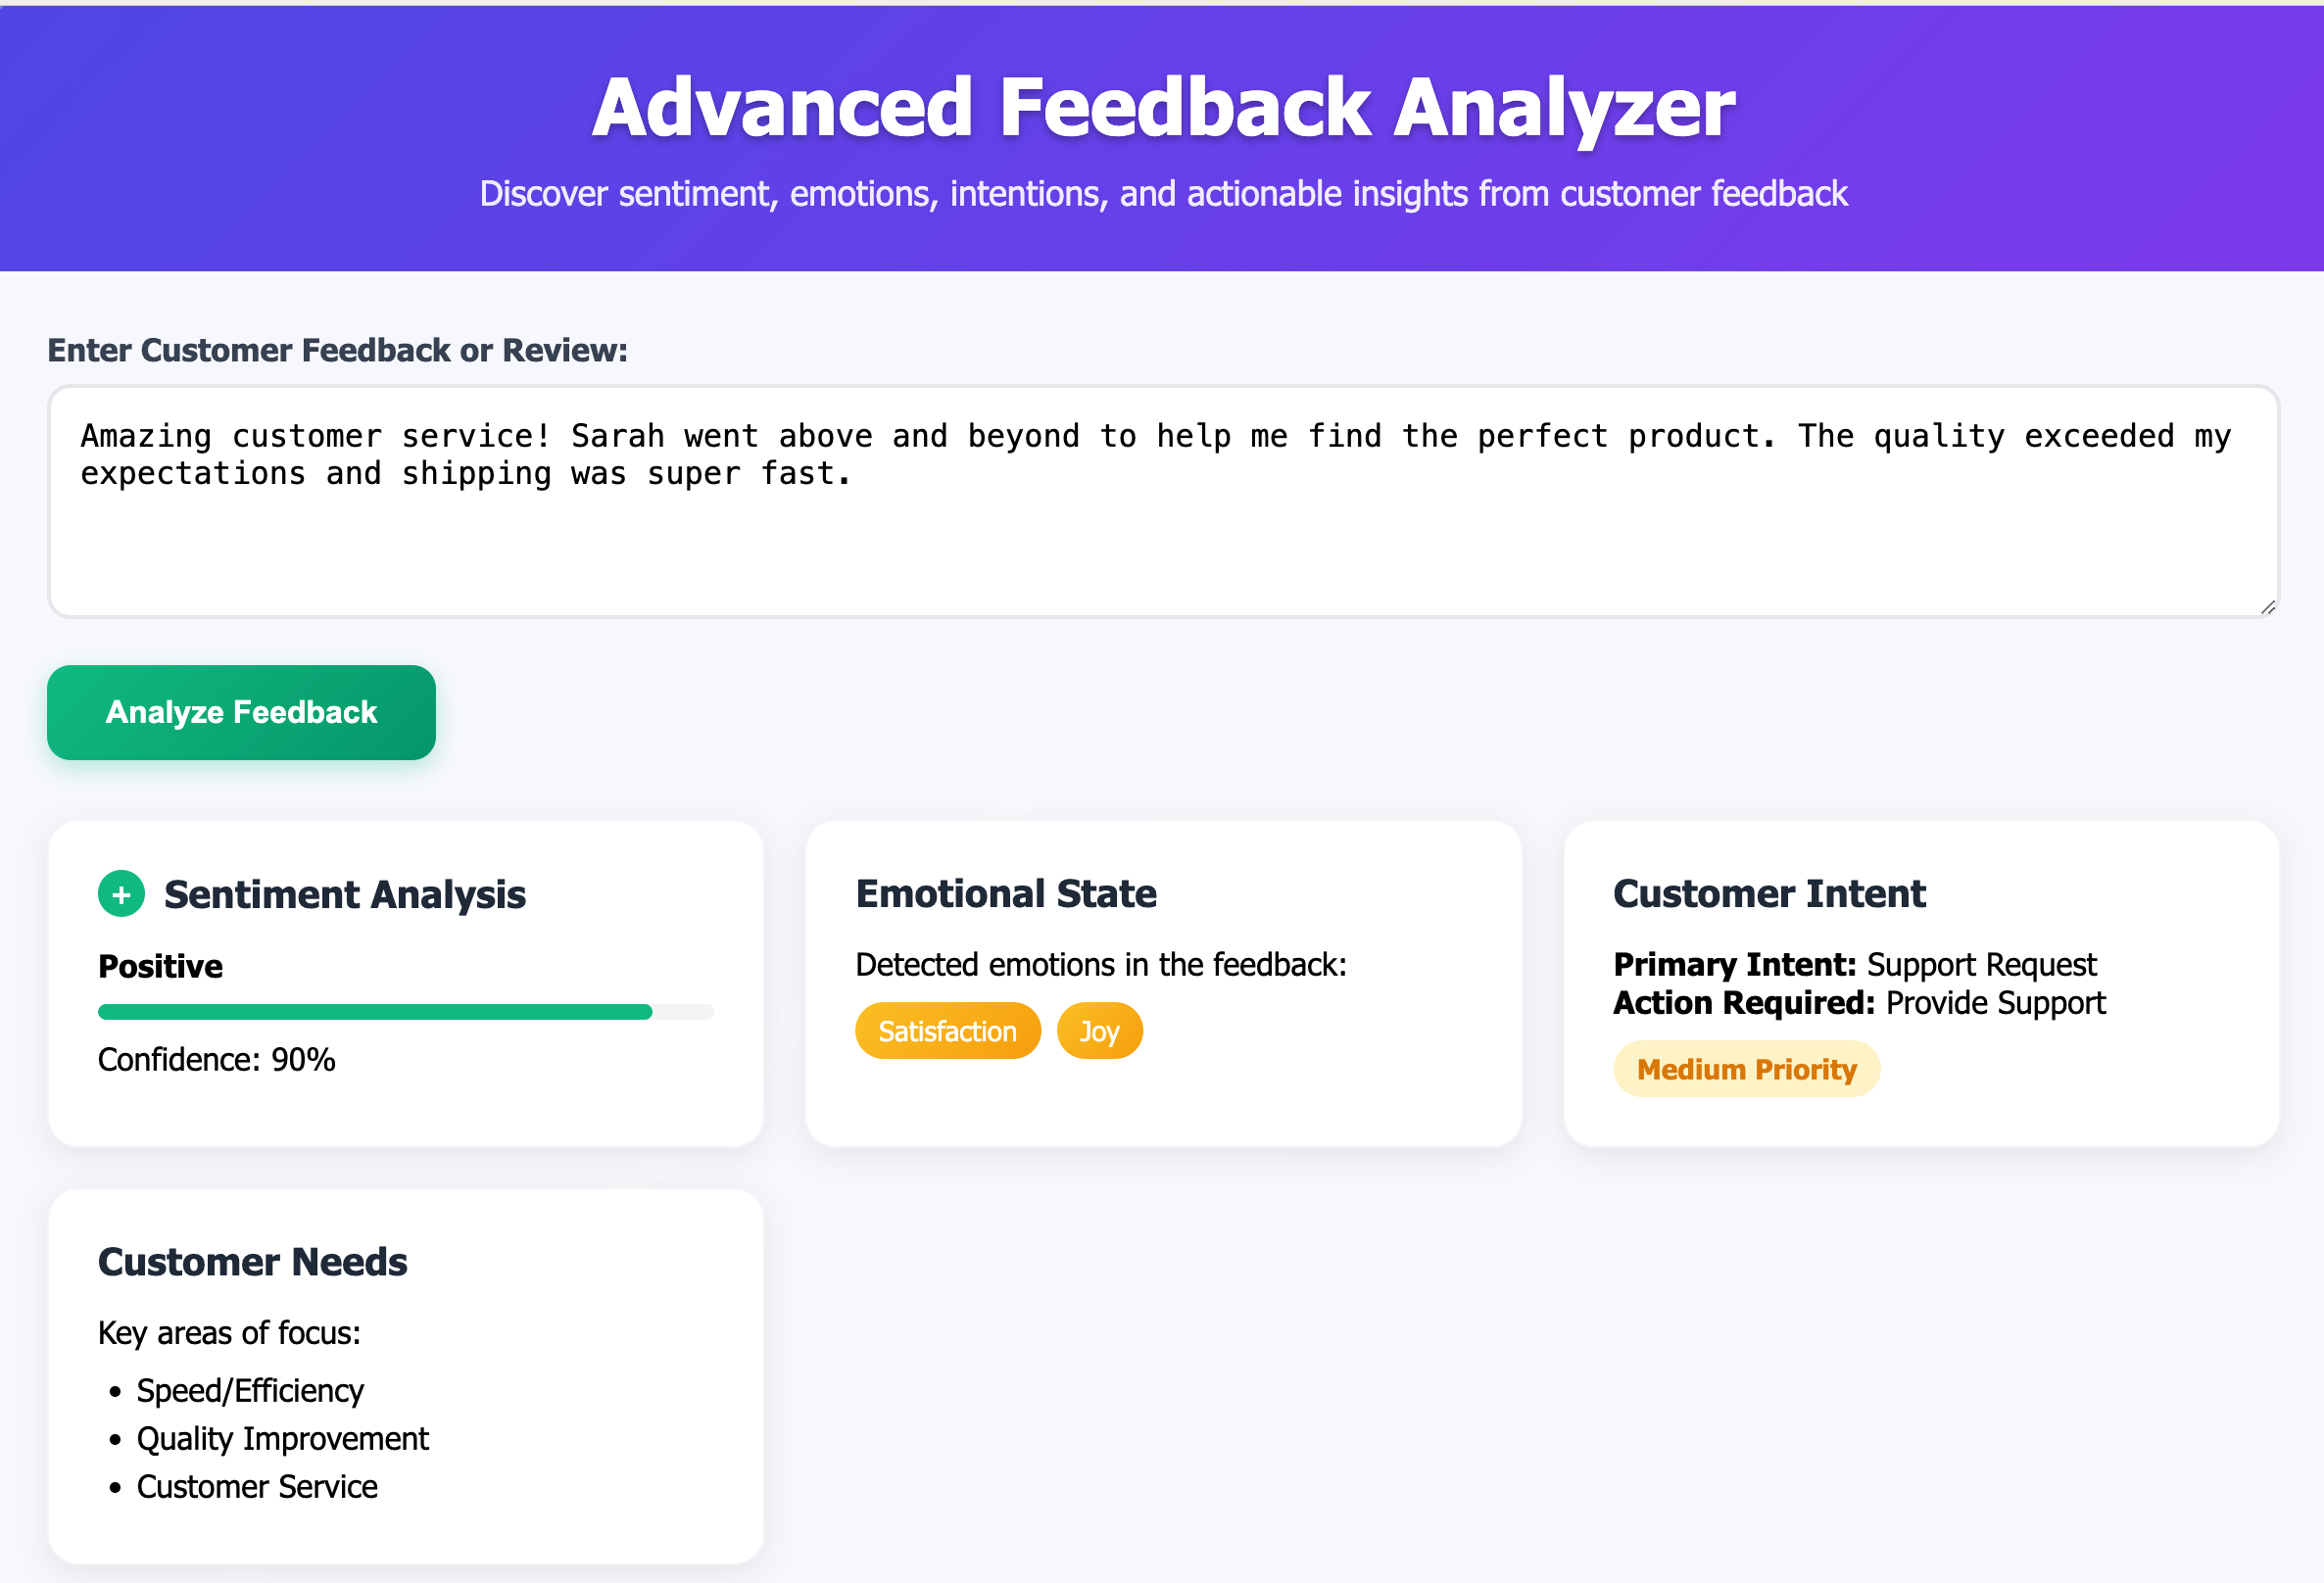 Advanced Feedback Analyzer
Discover sentiment, emotions, intentions, and actionable insights from customer feedback
Enter Customer Feedback or Review:
Amazing customer service! Sarah went above and beyond to help me find the perfect product. The quality exceeded my
expectations and shipping was super fast.
Analyze Feedback
+ Sentiment Analysis
Positive
Confidence: 90%
Emotional State
Detected emotions in the feedback:
Satisfaction Joy
Customer Intent
Primary Intent: Support Request
Action Required: Provide Support
Medium Priority
Customer Needs
Key areas of focus:
• Speed/Efficiency
• Quality Improvement
• Customer Service